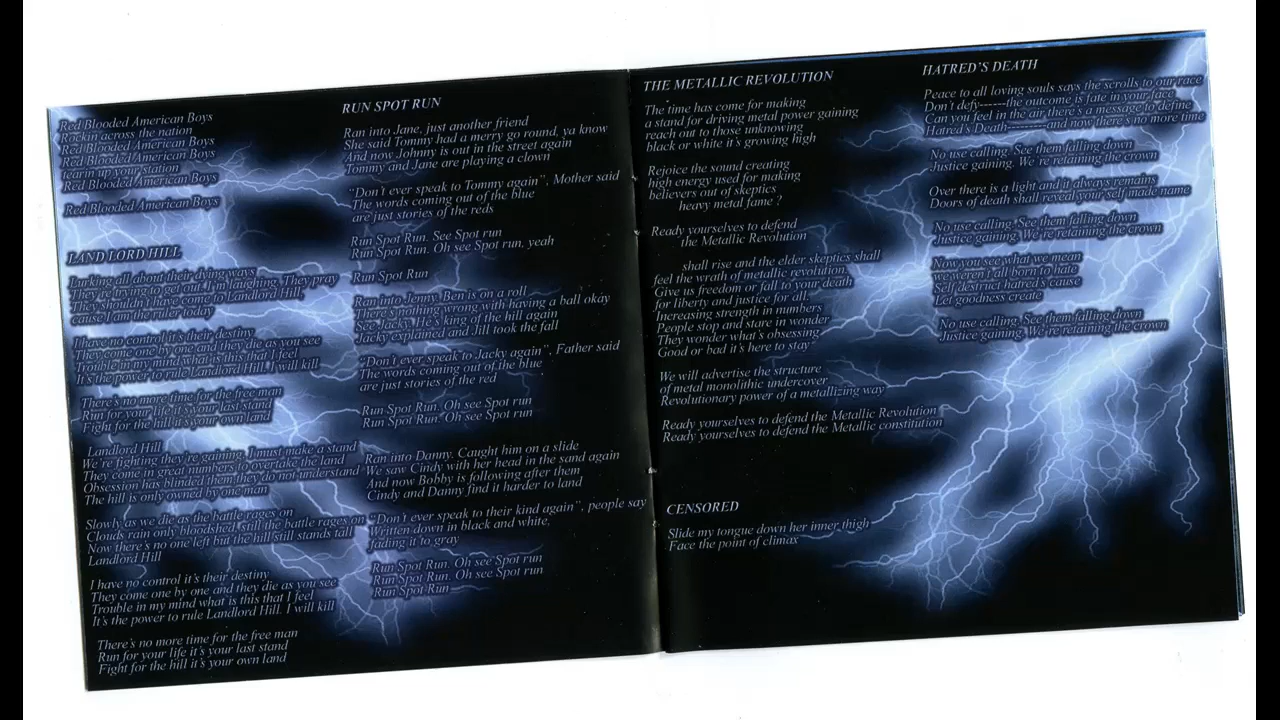 Red Blooded American Boys
Rockin across the nation
Red Blooded American Boys
Red Blooded American Boys
tearin up your station
Red Blooded American Boys
Red Blooded American Boys
LAND LORD HILL
Lurking all about their dying ways
They're trying to get out. I'm laughing. They pray
They shouldn't have come to Landlord Hill,
cause I am the ruler today
I have no control it's their destiny
They come one by one and they die as you see
Trouble in my mind what is this that I feel
It's the power to rule Landlord Hill. I will kill
There's no more time for the free man
Run for your life it's your last stand
Fight for the hill it's your own land
Landlord Hill
We're fighting they're gaining. I must make a stand
They come in great numbers to overtake the land
Obsession has blinded them they do not understand
The hill is only owned by one man
Slowly as we die as the battle rages on
Clouds rain only bloodshed, still the battle rages on
Now there's no one left but the hill still stands tall
Landlord Hill
I have no control it's their destiny
They come one by one and they die as you see
Trouble in my mind what is this that I feel
It's the power to rule Landlord Hill. I will kill
There's no more time for the free man
Run for your life it's your last stand
Fight for the hill it's your own land
RUN SPOT RUN
Ran into Jane, just another friend
She said Tommy had a merry go round, ya know
And now Johnny is out in the street again
Tommy and Jane are playing a clown
"Don't ever speak to Tommy again", Mother said
The words coming out of the blue
are just stories of the reds
Run Spot Run. See Spot run
Run Spot Run. Oh see Spot run, yeah
Run Spot Run
Ran into Jenny. Ben is on a roll
There's nothing wrong with having a ball okay
See Jacky. He's king of the hill again
Jacky explained and Jill took the fall
"Don't ever speak to Jacky again", Father said
The words coming out of the blue
are just stories of the red
Run Spot Run. Oh see Spot run
Run Spot Run. Oh see Spot run
Ran into Danny. Caught him on a slide
We saw Cindy with her head in the sand again
And now Bobby is following after them
Cindy and Danny find it harder to land
"Don't ever speak to their kind again", people say
Written down in black and white,
fading it to gray
Run Spot Run. Oh see Spot run
Run Spot Run. Oh see Spot run
Run Spot Run
THE METALLIC REVOLUTION
The time has come for making
a stand for driving metal power gaining
reach out to those unknowing
black or white it's growing high
Rejoice the sound creating
high energy used for making
believers out of skeptics
heavy metal fame ?
Ready yourselves to defend
the Metallic Revolution
shall rise and the elder skeptics shall
feel the wrath of metallic revolution
Give us freedom or fall to your death
for liberty and justice for all.
Increasing strength in numbers
People stop and stare in wonder
They wonder what's obsessing
Good or bad it's here to stay
We will advertise the structure
of metal monolithic undercover
Revolutionary power of a metallizing way
Ready yourselves to defend the Metallic Revolution
Ready yourselves to defend the Metallic constitution
CENSORED
Slide my tongue down her inner thigh
Face the point of climax
HATRED'S DEATH
Peace to all loving souls says the scrolls to our race
Don't defy------the outcome is fate in your face
Can you feel in the air there's a message to define
Hatred's Death---------and now there's no more time
No use calling. See them falling down
Justice gaining. We're retaining the crown
Over there is a light and it always remains
Doors of death shall reveal your self made name
No use calling. See them falling down
Justice gaining. We're retaining the crown
Now you see what we mean
we weren't all born to hate
Self destruct hatred's cause
Let goodness create
No use calling. See them falling down
Justice gaining. We're retaining the crown